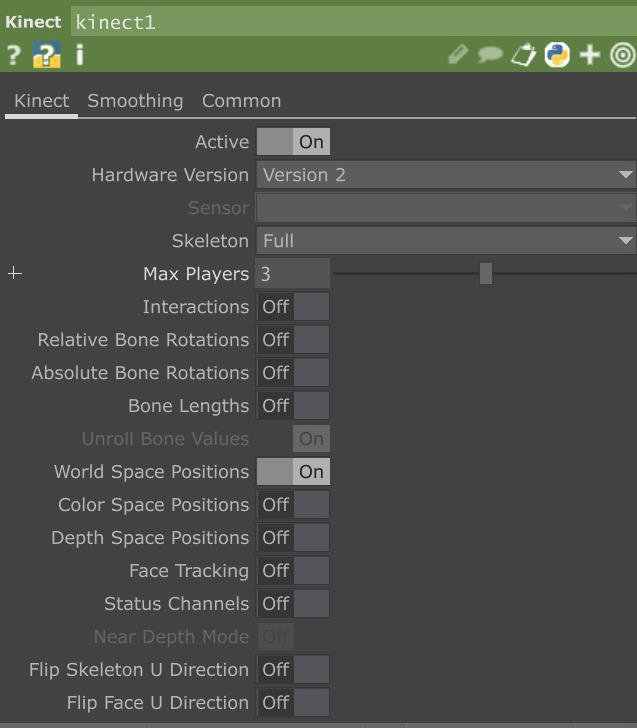 Kinect kinect1
? ? i
Kinect Smoothing Common
Active On
Hardware Version Version 2
Sensor
Skeleton Full
Max Players 3
Interactions Off
Relative Bone Rotations Off
Absolute Bone Rotations Off
Bone Lengths Off
Unroll Bone Values On
World Space Positions On
Color Space Positions Off
Depth Space Positions Off
Face Tracking Off
Status Channels Off
Near Depth Mode Off
Flip Skeleton U Direction Off
Flip Face U Direction Off